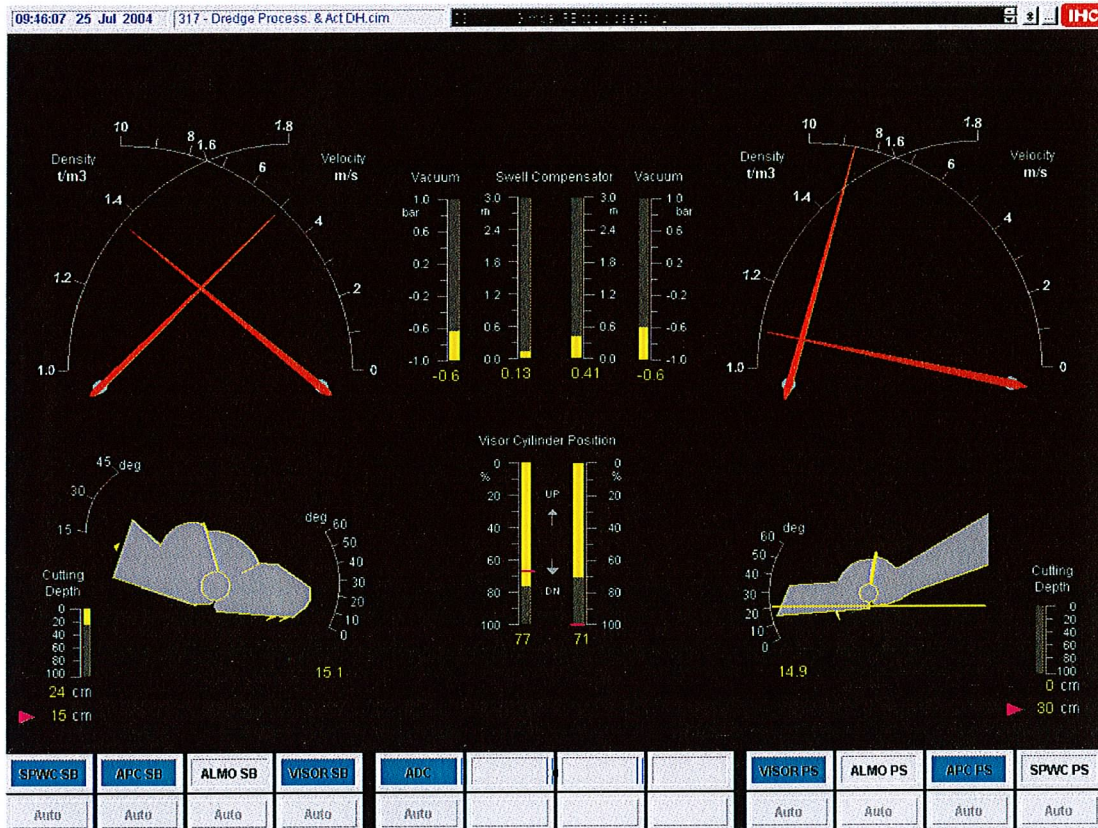 09:46:07 25 Jul 2004 317 - Dredge Process. & Act DH.cim IHC
10 8 1.6 1.8
Density
t/m3
Velocity
m/s
6
1.4
4
1.2
2
1.0
0
Vacuum Swell Compensator Vacuum
1.0 3.0 3.0 1.0
bar m m bar
0.6 2.4 2.4 0.6
0.2 1.8 1.8 0.2
-0.2 1.2 1.2 -0.2
-0.6 0.6 0.6 -0.6
-1.0 0.0 0.0 -1.0
-0.6 0.13 0.41 -0.6
10 8 1.6 1.8
Density
t/m3
Velocity
m/s
6
1.4
4
1.2
2
1.0
0
45 deg
30
15
deg 60
50
40
30
20
10
0
Cutting
Depth
0
20
40
60
80
100
24 cm
15 cm
15.1
Visor Cylinder Position
0 0
% %
20 UP 20
40 40
60 60
80 DN 80
100 100
77 71
deg
60
50
40
30
20
10
0
14.9
Cutting
Depth
0
20
40
60
80
100
0 cm
30 cm
SPWC SB APC SB ALMO SB VISOR SB ADC VISOR PS ALMO PS APC PS SPWC PS
Auto Auto Auto Auto Auto Auto Auto Auto Auto